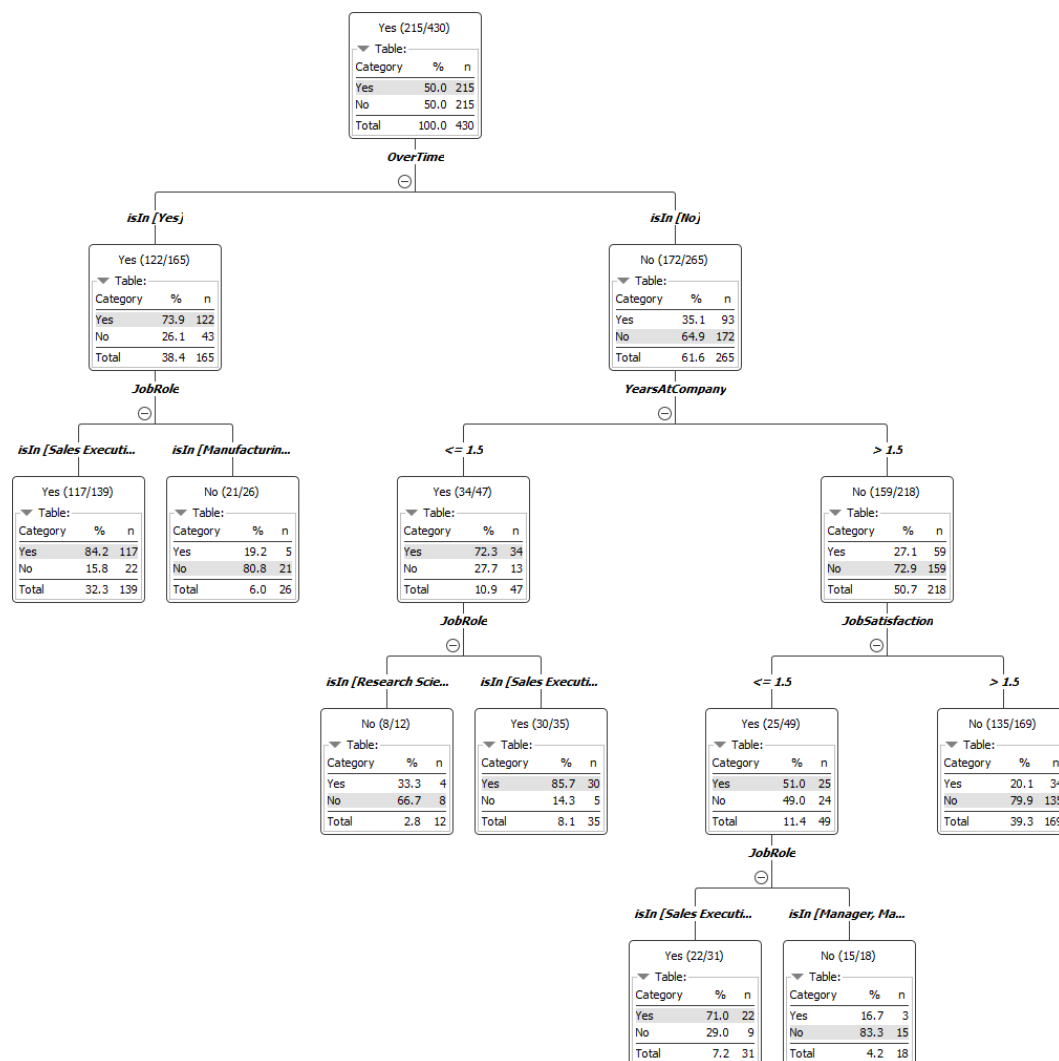 Yes (215/430)
Table:
Category % n
Yes 50.0 215
No 50.0 215
Total 100.0 430
OverTime
isIn [Yes]
isIn [No]
Yes (122/165)
Table:
Category % n
Yes 73.9 122
No 26.1 43
Total 38.4 165
No (172/265)
Table:
Category % n
Yes 35.1 93
No 64.9 172
Total 61.6 265
JobRole
YearsAtCompany
isIn [Sales Executi...
isIn [Manufacturin...
<= 1.5
> 1.5
Yes (117/139)
Table:
Category % n
Yes 84.2 117
No 15.8 22
Total 32.3 139
No (21/26)
Table:
Category % n
Yes 19.2 5
No 80.8 21
Total 6.0 26
Yes (34/47)
Table:
Category % n
Yes 72.3 34
No 27.7 13
Total 10.9 47
No (159/218)
Table:
Category % n
Yes 27.1 59
No 72.9 159
Total 50.7 218
JobRole
JobSatisfaction
isIn [Research Scie...
isIn [Sales Executi...
<= 1.5
> 1.5
No (8/12)
Table:
Category % n
Yes 33.3 4
No 66.7 8
Total 2.8 12
Yes (30/35)
Table:
Category % n
Yes 85.7 30
No 14.3 5
Total 8.1 35
Yes (25/49)
Table:
Category % n
Yes 51.0 25
No 49.0 24
Total 11.4 49
No (135/169)
Table:
Category % n
Yes 20.1 34
No 79.9 135
Total 39.3 169
JobRole
isIn [Sales Executi...
isIn [Manager, Ma...
Yes (22/31)
Table:
Category % n
Yes 71.0 22
No 29.0 9
Total 7.2 31
No (15/18)
Table:
Category % n
Yes 16.7 3
No 83.3 15
Total 4.2 18